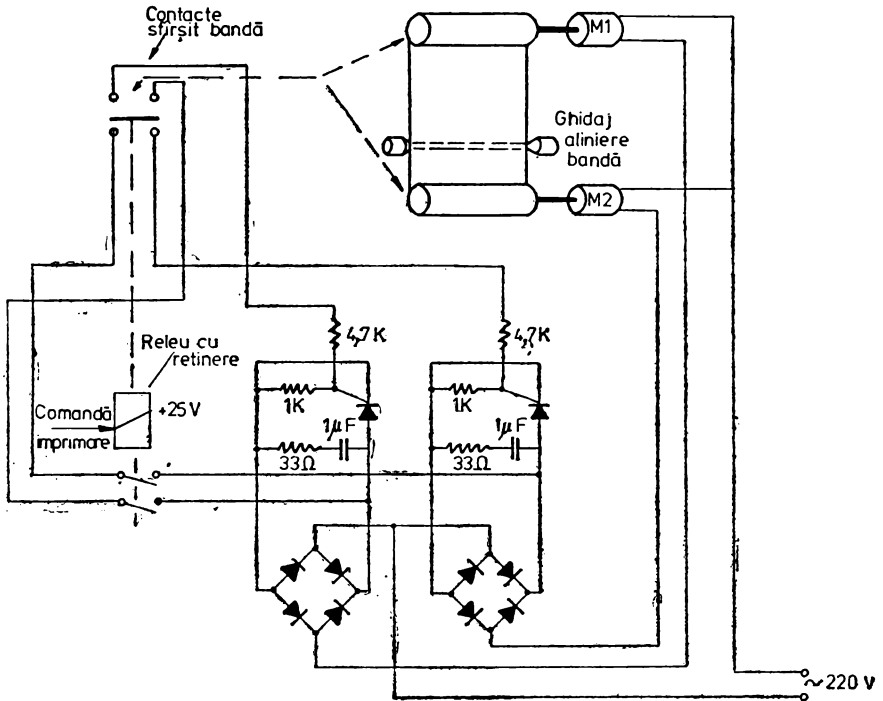 Contacte
sfîrșit bandă
M1
Ghidaj
aliniere
bandă
M2
4,7K
4,7K
Releu cu
reținere
1K
1K
+25V
Comandă
imprimare
1µF
1µF
33Ω
33Ω
~220 V